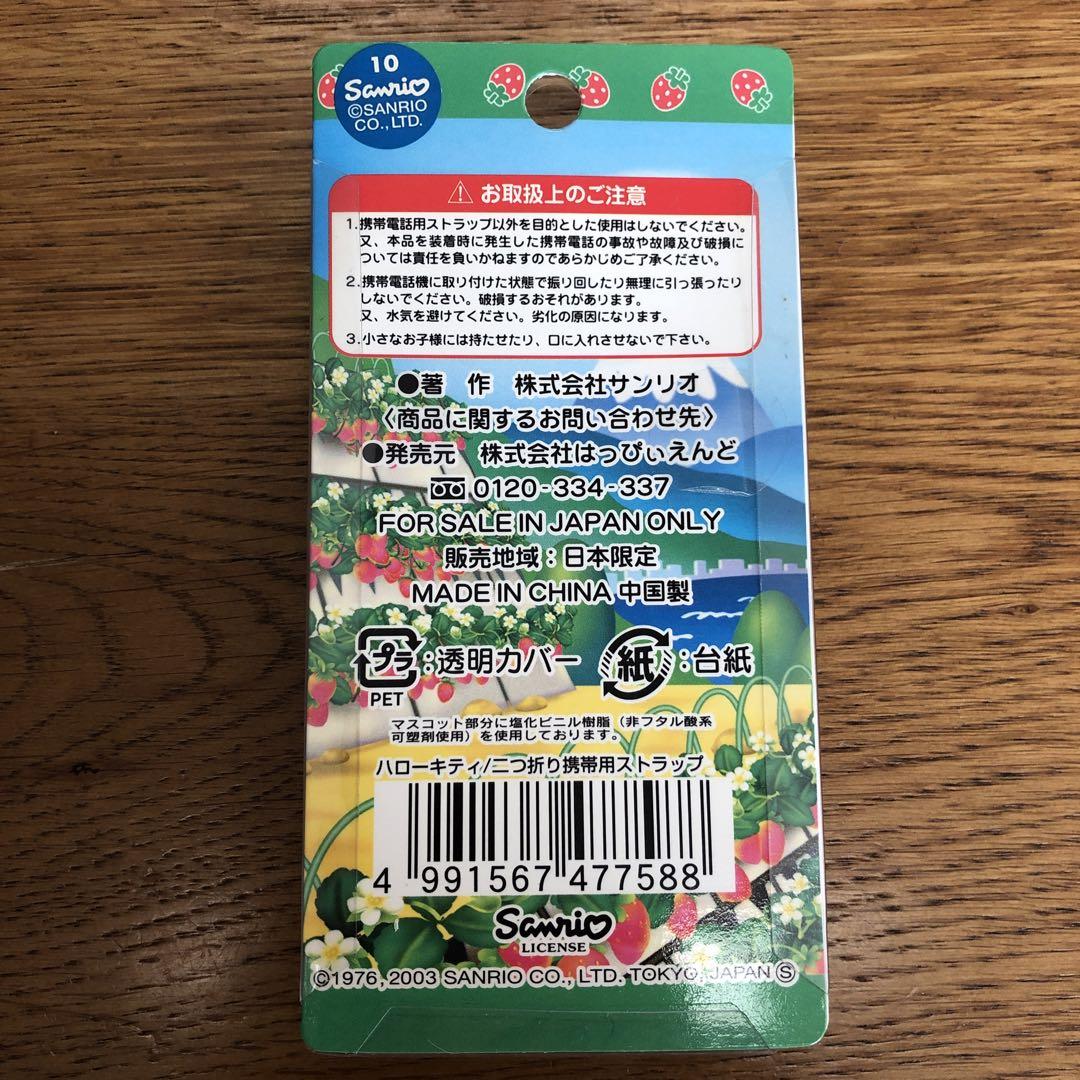 10
Sanrio
©SANRIO
CO.,LTD.
⚠ お取扱上のご注意
1.携帯電話用ストラップ以外を目的とした使用はしないでください。
又、本品を装着時に発生した携帯電話の事故や故障及び破損に
ついては責任を負いかねますのであらかじめご了承ください。
2.携帯電話機に取り付けた状態で振り回したり無理に引っ張ったり
しないでください。破損するおそれがあります。
又、水気を避けてください。劣化の原因になります。
3.小さなお子様には持たせたり、口に入れさせないで下さい。
●著 作 株式会社サンリオ
〈商品に関するお問い合わせ先〉
●発売元 株式会社はっぴぃえんど
0120-334-337
FOR SALE IN JAPAN ONLY
販売地域：日本限定
MADE IN CHINA 中国製
プラ：透明カバー 紙：台紙
PET
マスコット部分に塩化ビニル樹脂（非フタル酸系
可塑剤使用）を使用しております。
ハローキティ/二つ折り携帯用ストラップ
4 991567 477588
Sanrio
LICENSE
©1976, 2003 SANRIO CO., LTD. TOKYO, JAPAN Ⓢ